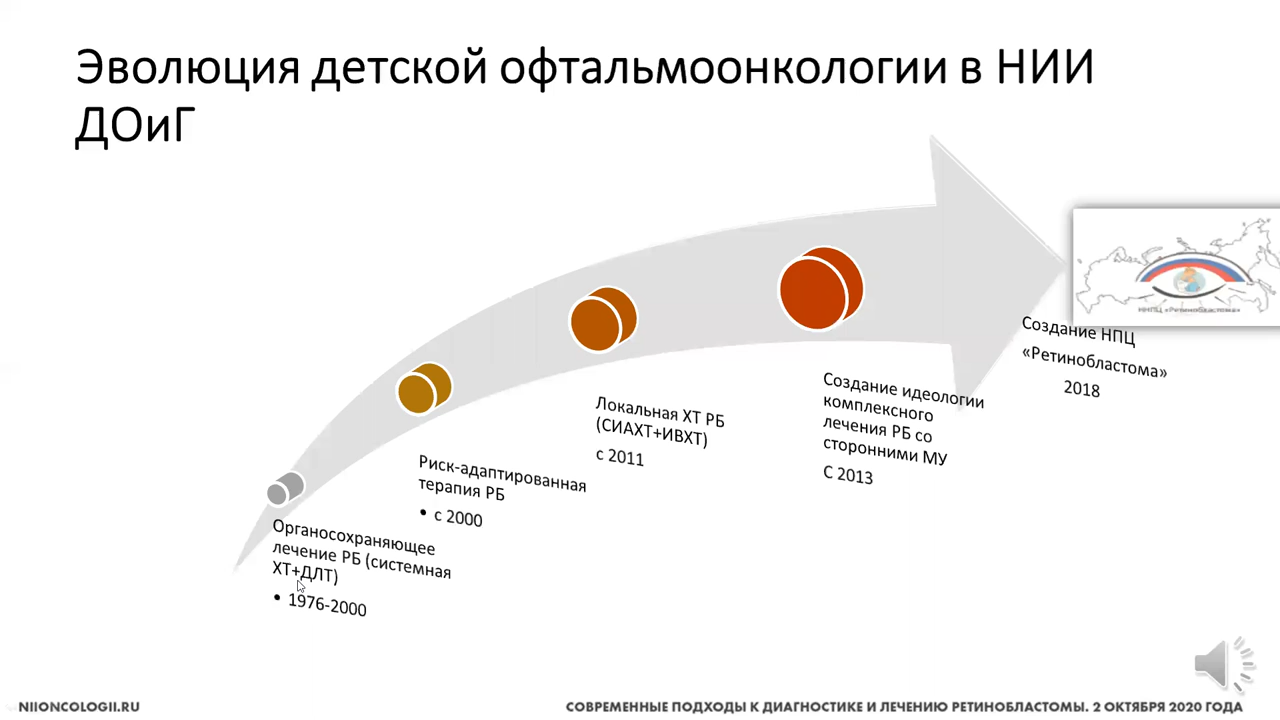 Эволюция детской офтальмоонкологии в НИИ
ДОиГ
Органосохраняющее
лечение РБ (системная
ХТ+ДЛТ)
• 1976-2000
Риск-адаптированная
терапия РБ
• с 2000
Локальная ХТ РБ
(СИАХТ+ИВХТ)
с 2011
Создание идеологии
комплексного
лечения РБ со
сторонними МУ
С 2013
ННПЦ «Ретинобластома»
Создание НПЦ
«Ретинобластома»
2018
NIIONCOLOGII.RU
СОВРЕМЕННЫЕ ПОДХОДЫ К ДИАГНОСТИКЕ И ЛЕЧЕНИЮ РЕТИНОБЛАСТОМЫ. 2 ОКТЯБРЯ 2020 ГОДА